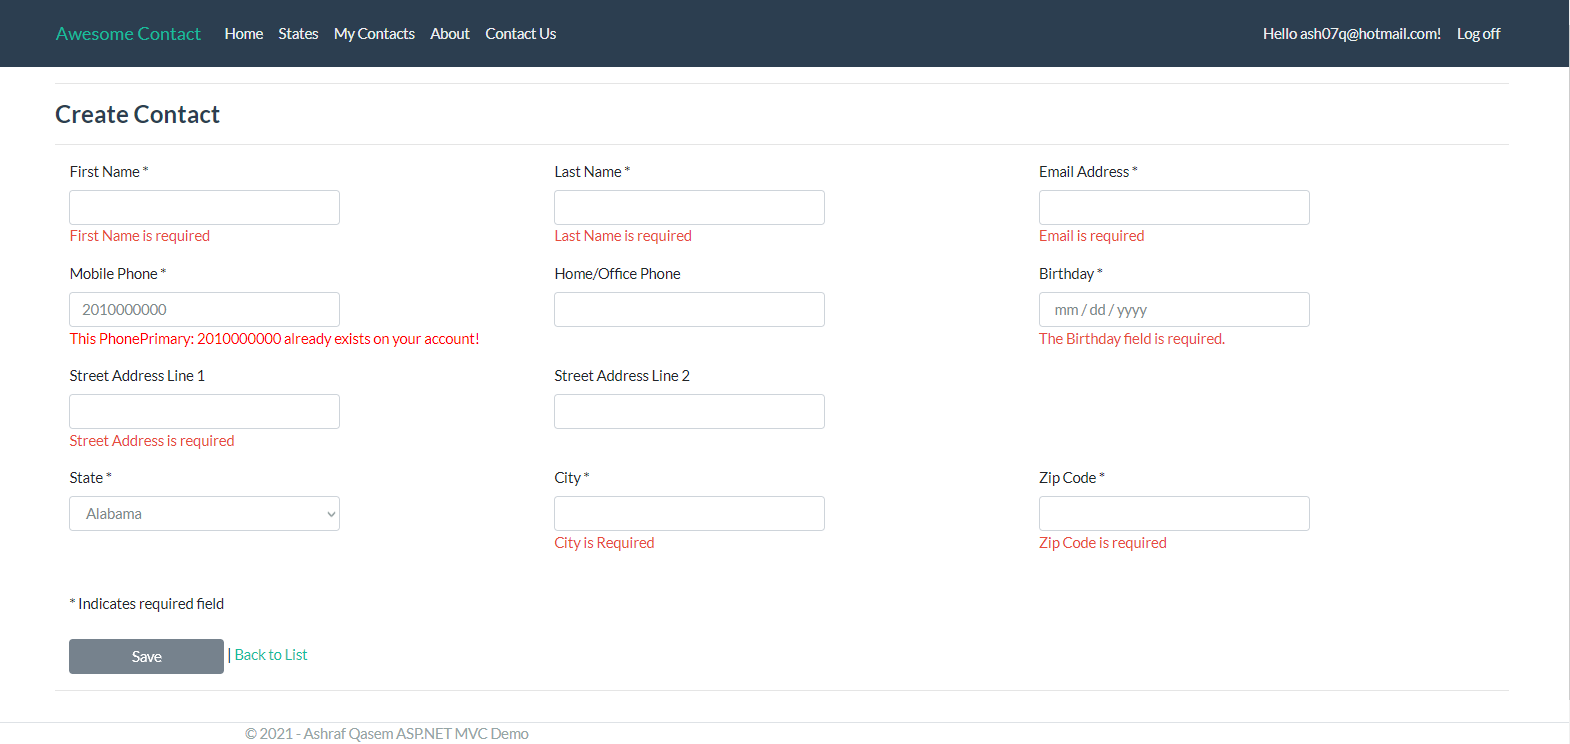 Awesome Contact Home States My Contacts About Contact Us Hello ash07q@hotmail.com! Log off
Create Contact
First Name * Last Name * Email Address *
First Name is required Last Name is required Email is required
Mobile Phone * Home/Office Phone Birthday *
2010000000 mm / dd / yyyy
This PhonePrimary: 2010000000 already exists on your account! The Birthday field is required.
Street Address Line 1 Street Address Line 2
Street Address is required
State * City * Zip Code *
Alabama
City is Required Zip Code is required
* Indicates required field
Save | Back to List
© 2021 - Ashraf Qasem ASP.NET MVC Demo